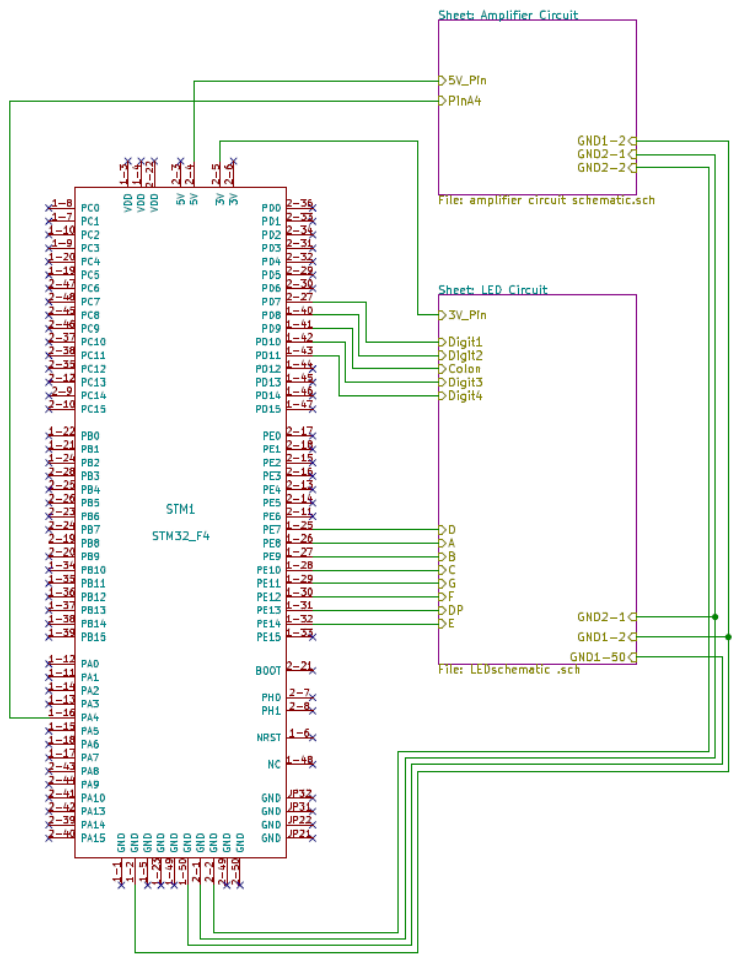 Sheet: Amplifier Circuit
5V_Pin
PinA4
GND1-2
GND2-1
GND2-2
File: amplifier circuit schematic.sch
1-3 1-4 2-22 2-3 2-4 2-5 2-6
VDD VDD VDD 5V 5V 3V 3V
1-8 PC0 PD0 2-36
1-7 PC1 PD1 2-33
1-10 PC2 PD2 2-34
1-9 PC3 PD3 2-31
1-20 PC4 PD4 2-32
1-19 PC5 PD5 2-29
2-47 PC6 PD6 2-30
2-48 PC7 PD7 2-27
2-45 PC8 PD8 1-40
2-46 PC9 PD9 1-41
2-37 PC10 PD10 1-42
2-38 PC11 PD11 1-43
2-35 PC12 PD12 1-44
2-12 PC13 PD13 1-45
2-9 PC14 PD14 1-46
2-10 PC15 PD15 1-47
Sheet: LED Circuit
3V_Pin
Digit1
Digit2
Colon
Digit3
Digit4
1-22 PB0 PE0 2-17
1-21 PB1 PE1 2-18
1-24 PB2 PE2 2-15
2-28 PB3 PE3 2-16
2-25 PB4 PE4 2-13
2-26 PB5 PE5 2-14
2-23 PB6 PE6 2-11
2-24 PB7 PE7 1-25 D
2-19 PB8 PE8 1-26 A
2-20 PB9 PE9 1-27 B
1-34 PB10 PE10 1-28 C
1-35 PB11 PE11 1-29 G
1-36 PB12 PE12 1-30 F
1-37 PB13 PE13 1-31 DP
1-38 PB14 PE14 1-32 E
1-39 PB15 PE15 1-33
STM1
STM32_F4
GND2-1
GND1-2
GND1-50
File: LEDschematic .sch
1-12 PA0
1-11 PA1
1-14 PA2
1-13 PA3
1-16 PA4
1-15 PA5
1-18 PA6
1-17 PA7
2-43 PA8
2-44 PA9
2-41 PA10
2-42 PA13
2-39 PA14
2-40 PA15
BOOT 2-21
PH0 2-7
PH1 2-8
NRST 1-6
NC 1-48
GND JP32
GND JP31
GND JP22
GND JP21
GND GND GND GND GND GND GND GND GND GND
1-1 1-2 1-5 1-23 1-49 1-50 2-1 2-2 2-49 2-50